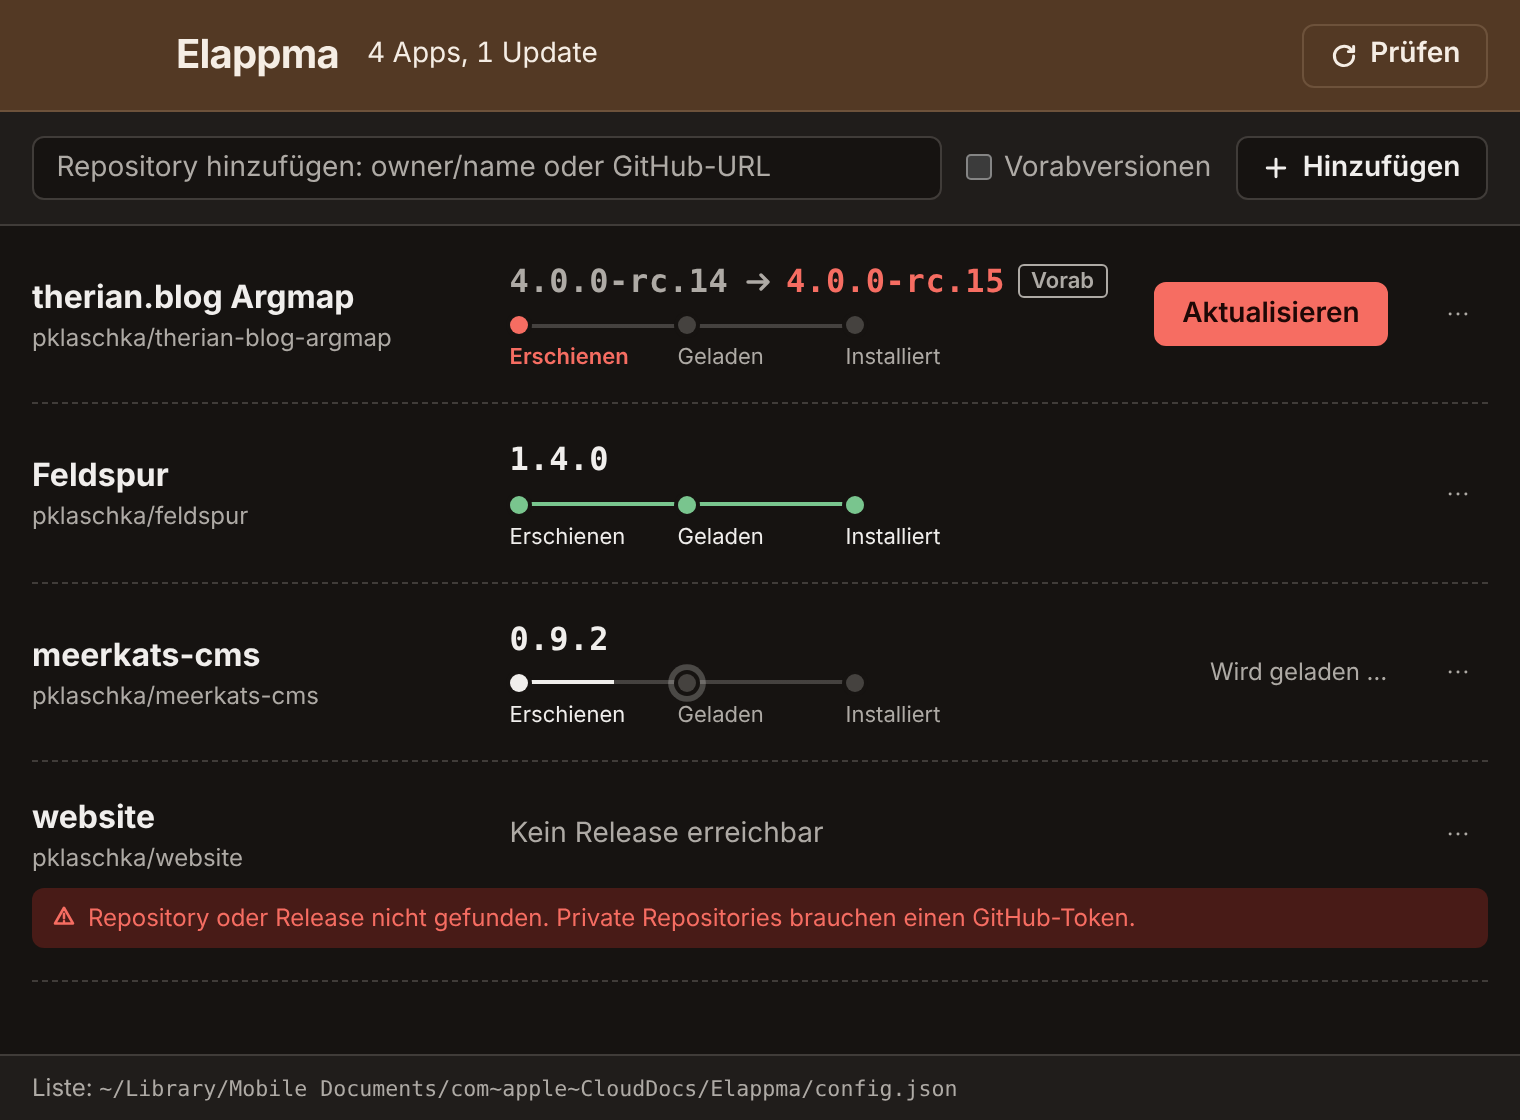 Elappma 4 Apps, 1 Update
Prüfen
Repository hinzufügen: owner/name oder GitHub-URL
Vorabversionen
+ Hinzufügen
therian.blog Argmap
pklaschka/therian-blog-argmap
4.0.0-rc.14 → 4.0.0-rc.15 Vorab
Erschienen Geladen Installiert
Aktualisieren
...
Feldspur
pklaschka/feldspur
1.4.0
Erschienen Geladen Installiert
...
meerkats-cms
pklaschka/meerkats-cms
0.9.2
Erschienen Geladen Installiert
Wird geladen ...
...
website
pklaschka/website
Kein Release erreichbar
...
Repository oder Release nicht gefunden. Private Repositories brauchen einen GitHub-Token.
Liste: ~/Library/Mobile Documents/com~apple~CloudDocs/Elappma/config.json